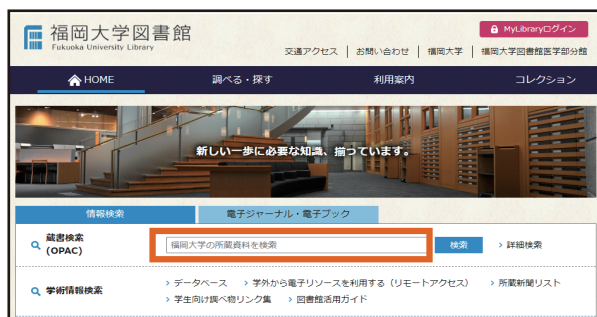 福岡大学図書館
Fukuoka University Library
MyLibraryログイン
交通アクセス | お問い合わせ | 福岡大学 | 福岡大学図書館医学部分館
HOME 調べる・探す 利用案内 コレクション
新しい一歩に必要な知識、揃っています。
情報検索 電子ジャーナル・電子ブック
蔵書検索
(OPAC)
福岡大学の所蔵資料を検索 検索 > 詳細検索
学術情報検索
> データベース > 学外から電子リソースを利用する（リモートアクセス） > 所蔵新聞リスト
> 学生向け調べ物リンク集 > 図書館活用ガイド